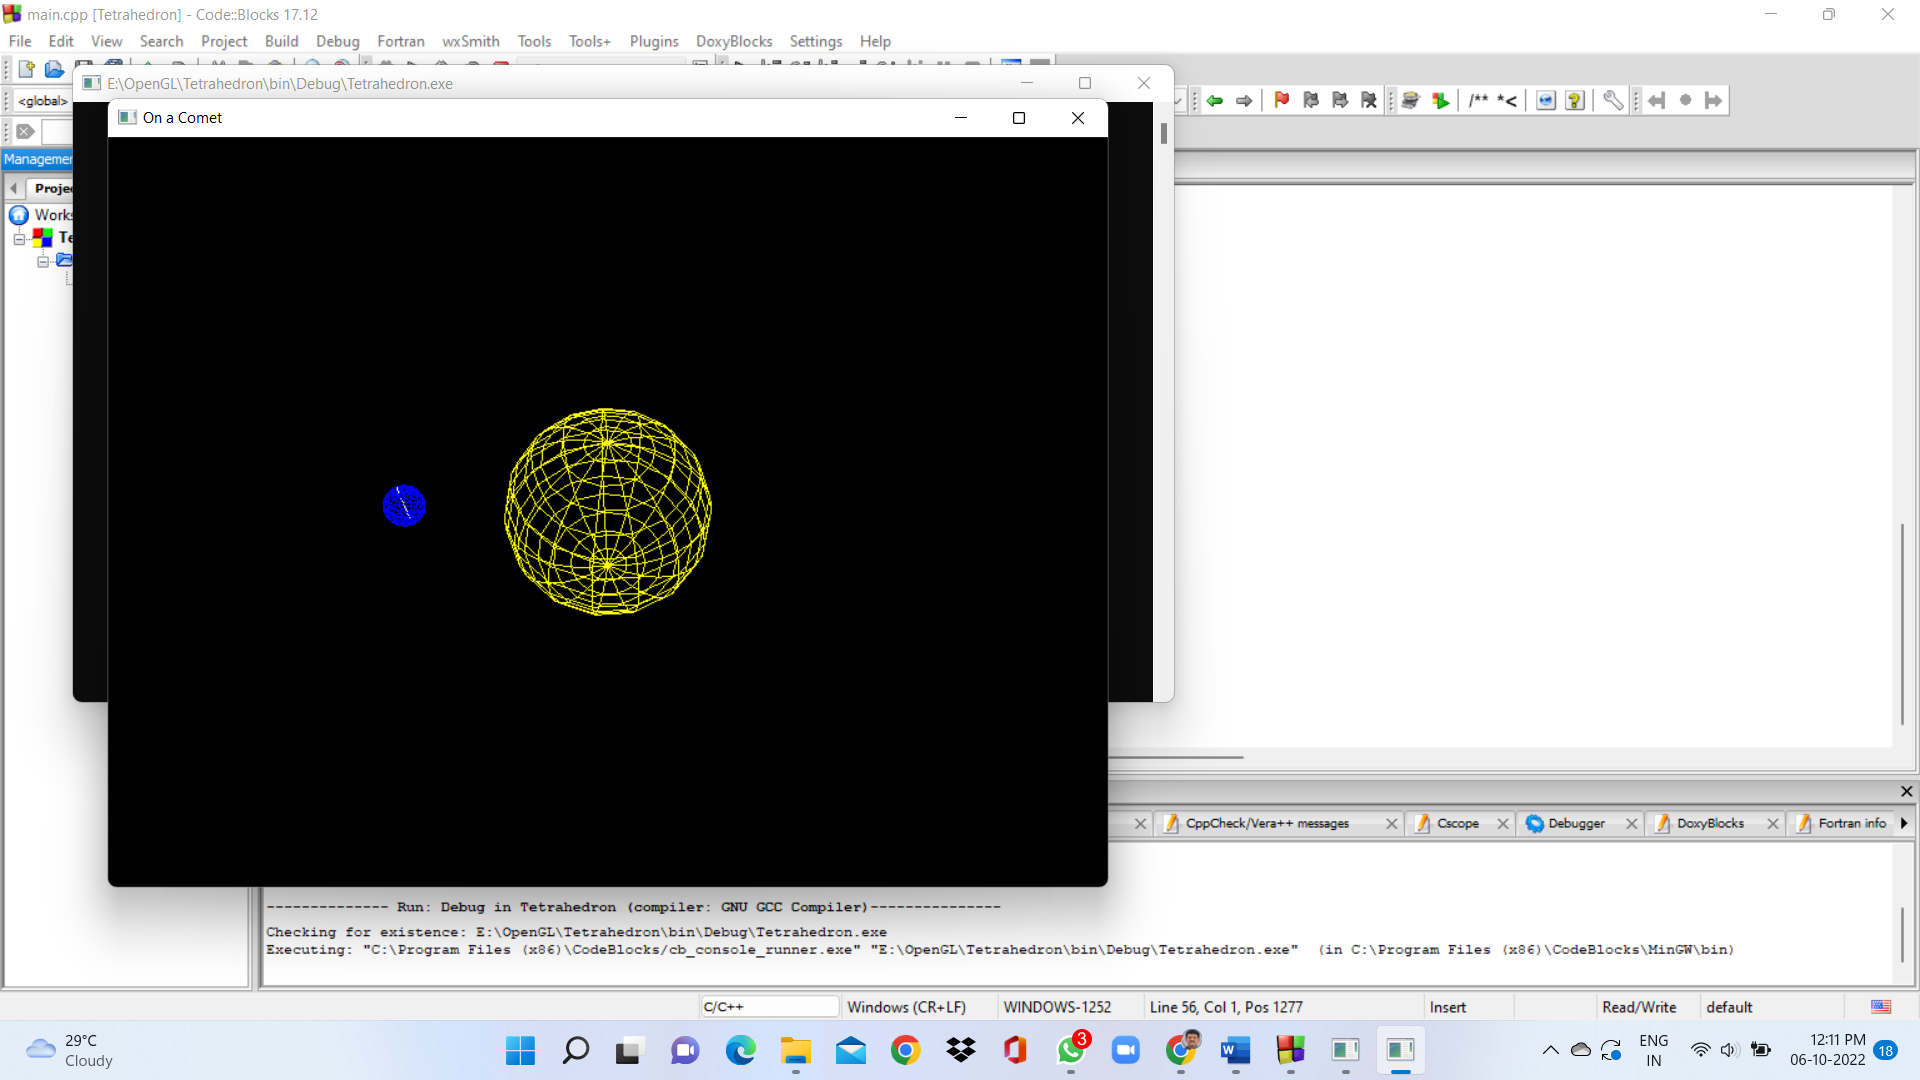 main.cpp [Tetrahedron] - Code::Blocks 17.12
File Edit View Search Project Build Debug Fortran wxSmith Tools Tools+ Plugins DoxyBlocks Settings Help
E:\OpenGL\Tetrahedron\bin\Debug\Tetrahedron.exe
<global>
/** *<
On a Comet
Managemen
Projec
Works
Te
CppCheck/Vera++ messages Cscope Debugger DoxyBlocks Fortran info
-------------- Run: Debug in Tetrahedron (compiler: GNU GCC Compiler)---------------
Checking for existence: E:\OpenGL\Tetrahedron\bin\Debug\Tetrahedron.exe
Executing: "C:\Program Files (x86)\CodeBlocks/cb_console_runner.exe" "E:\OpenGL\Tetrahedron\bin\Debug\Tetrahedron.exe"  (in C:\Program Files (x86)\CodeBlocks\MinGW\bin)
C/C++ Windows (CR+LF) WINDOWS-1252 Line 56, Col 1, Pos 1277 Insert Read/Write default
29°C
Cloudy
3
ENG
IN
12:11 PM
06-10-2022
18